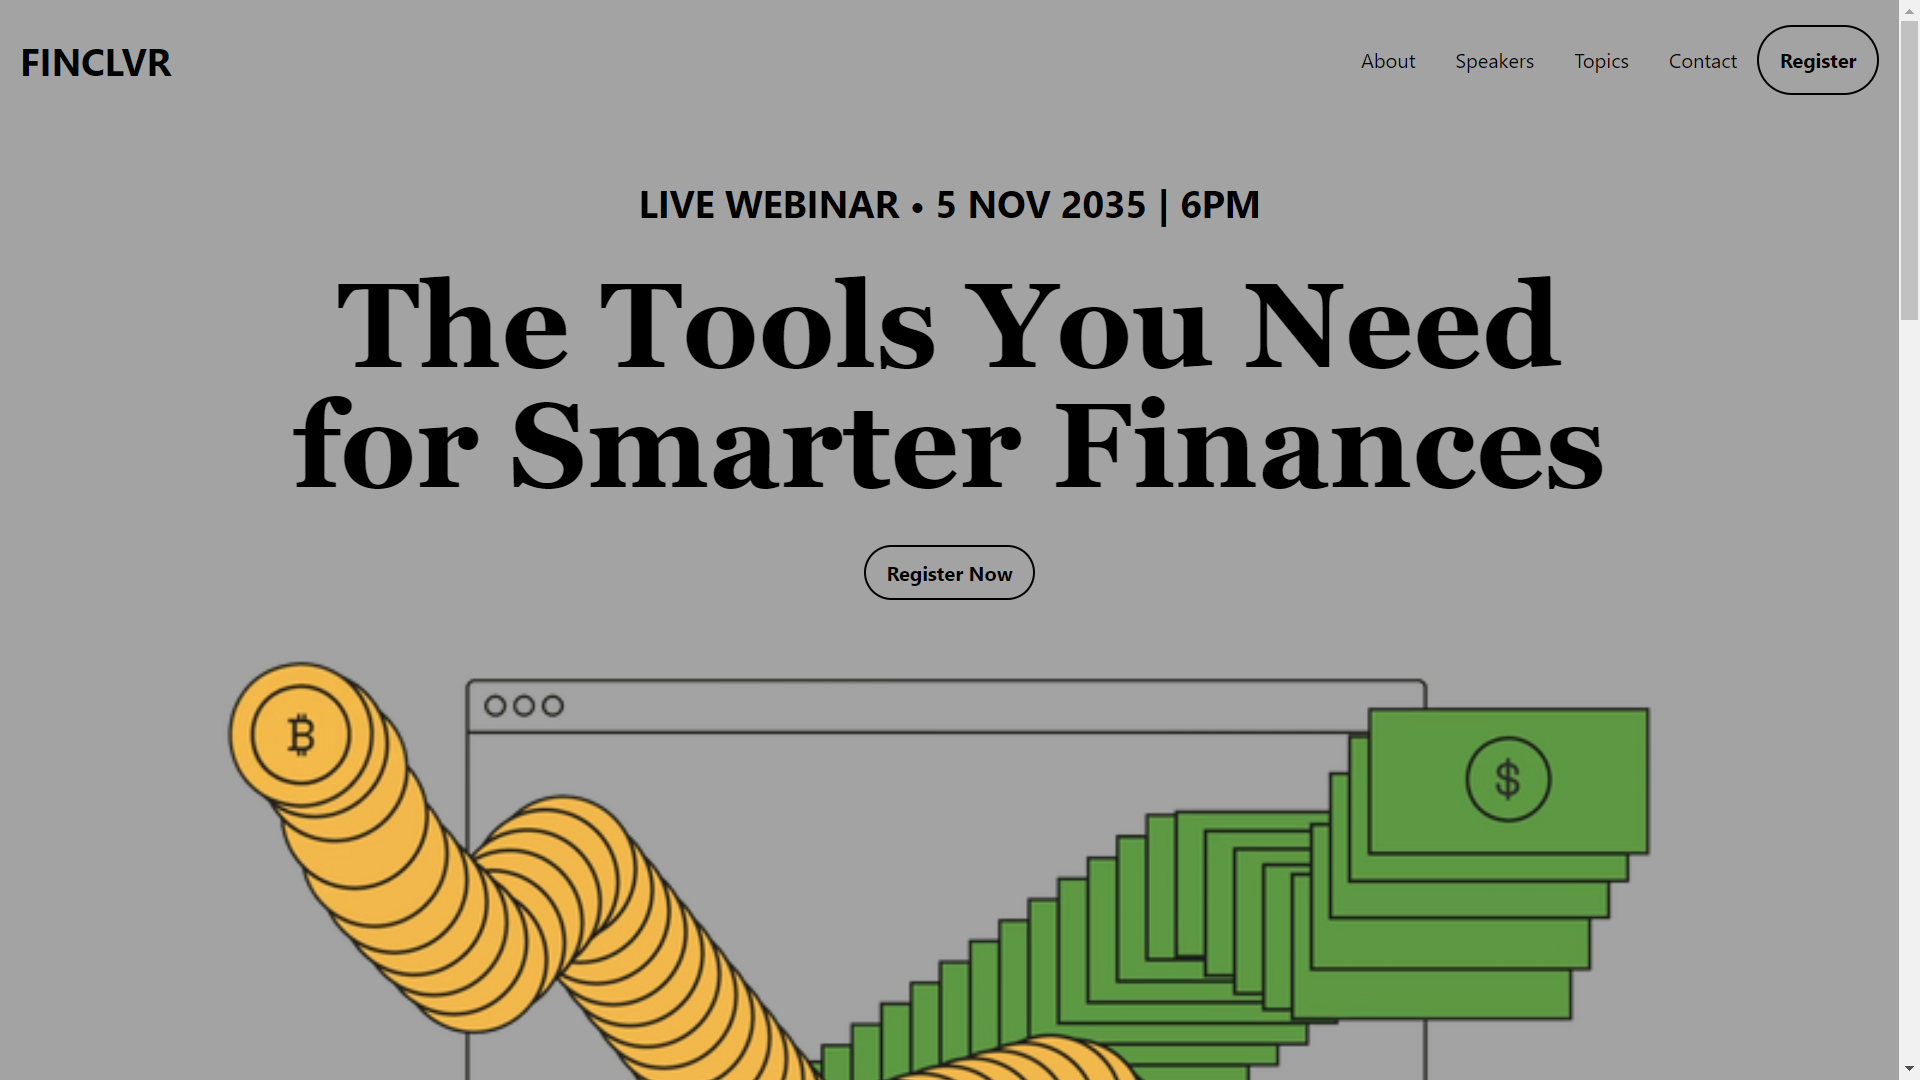 FINCLVR
About
Speakers
Topics
Contact
Register
LIVE WEBINAR • 5 NOV 2035 | 6PM
The Tools You Need
for Smarter Finances
Register Now
₿
$